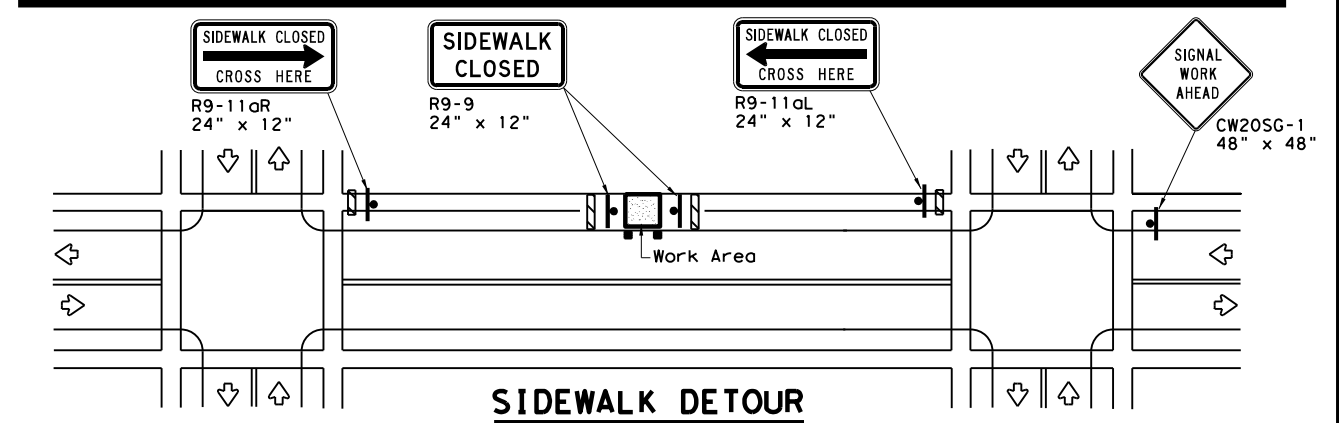 SIDEWALK CLOSED
CROSS HERE
R9-11aR
24" x 12"
SIDEWALK
CLOSED
R9-9
24" x 12"
SIDEWALK CLOSED
CROSS HERE
R9-11aL
24" x 12"
SIGNAL
WORK
AHEAD
CW20SG-1
48" x 48"
Work Area
SIDEWALK DETOUR